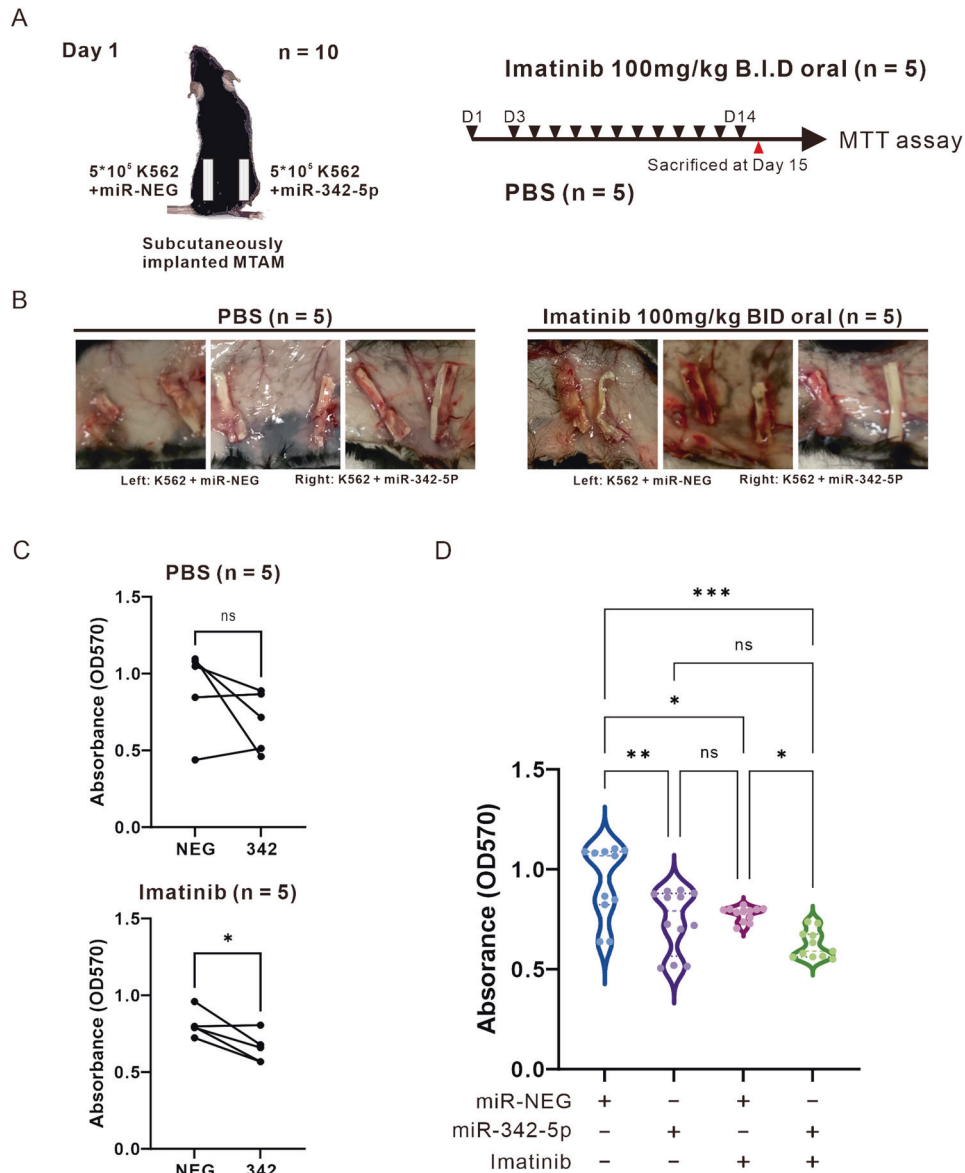 A
Day 1
n = 10
5*10⁵ K562
+miR-NEG
5*10⁵ K562
+miR-342-5p
Subcutaneously
implanted MTAM
Imatinib 100mg/kg B.I.D oral (n = 5)
D1
D3
D14
MTT assay
Sacrificed at Day 15
PBS (n = 5)
B
PBS (n = 5)
Imatinib 100mg/kg BID oral (n = 5)
Left: K562 + miR-NEG
Right: K562 + miR-342-5P
Left: K562 + miR-NEG
Right: K562 + miR-342-5P
C
PBS (n = 5)
Absorbance (OD570)
1.5
1.0
0.5
0.0
ns
NEG
342
Imatinib (n = 5)
Absorbance (OD570)
1.5
1.0
0.5
0.0
*
NEG
342
D
***
ns
*
**
ns
*
Absorance (OD570)
1.5
1.0
0.5
0.0
miR-NEG + − + −
miR-342-5p − + − +
Imatinib − − + +